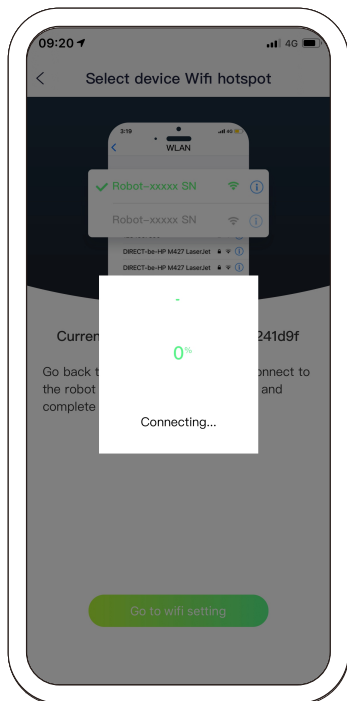 09:20
4G
Select device Wifi hotspot
3:19
4G
WLAN
Robot-xxxxx SN
Robot-xxxxx SN
DIRECT-be-HP M427 LaserJet
DIRECT-be-HP M427 LaserJet
Curren 241d9f
0%
Go back t onnect to
the robot and
complete
Connecting...
Go to wifi setting